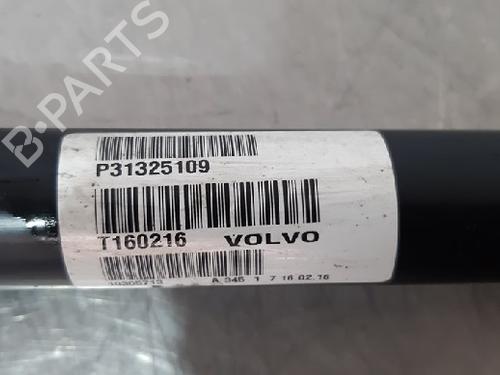 B-PARTS
P31325109
T160216 VOLVO
A 345 1 7 16 02.16